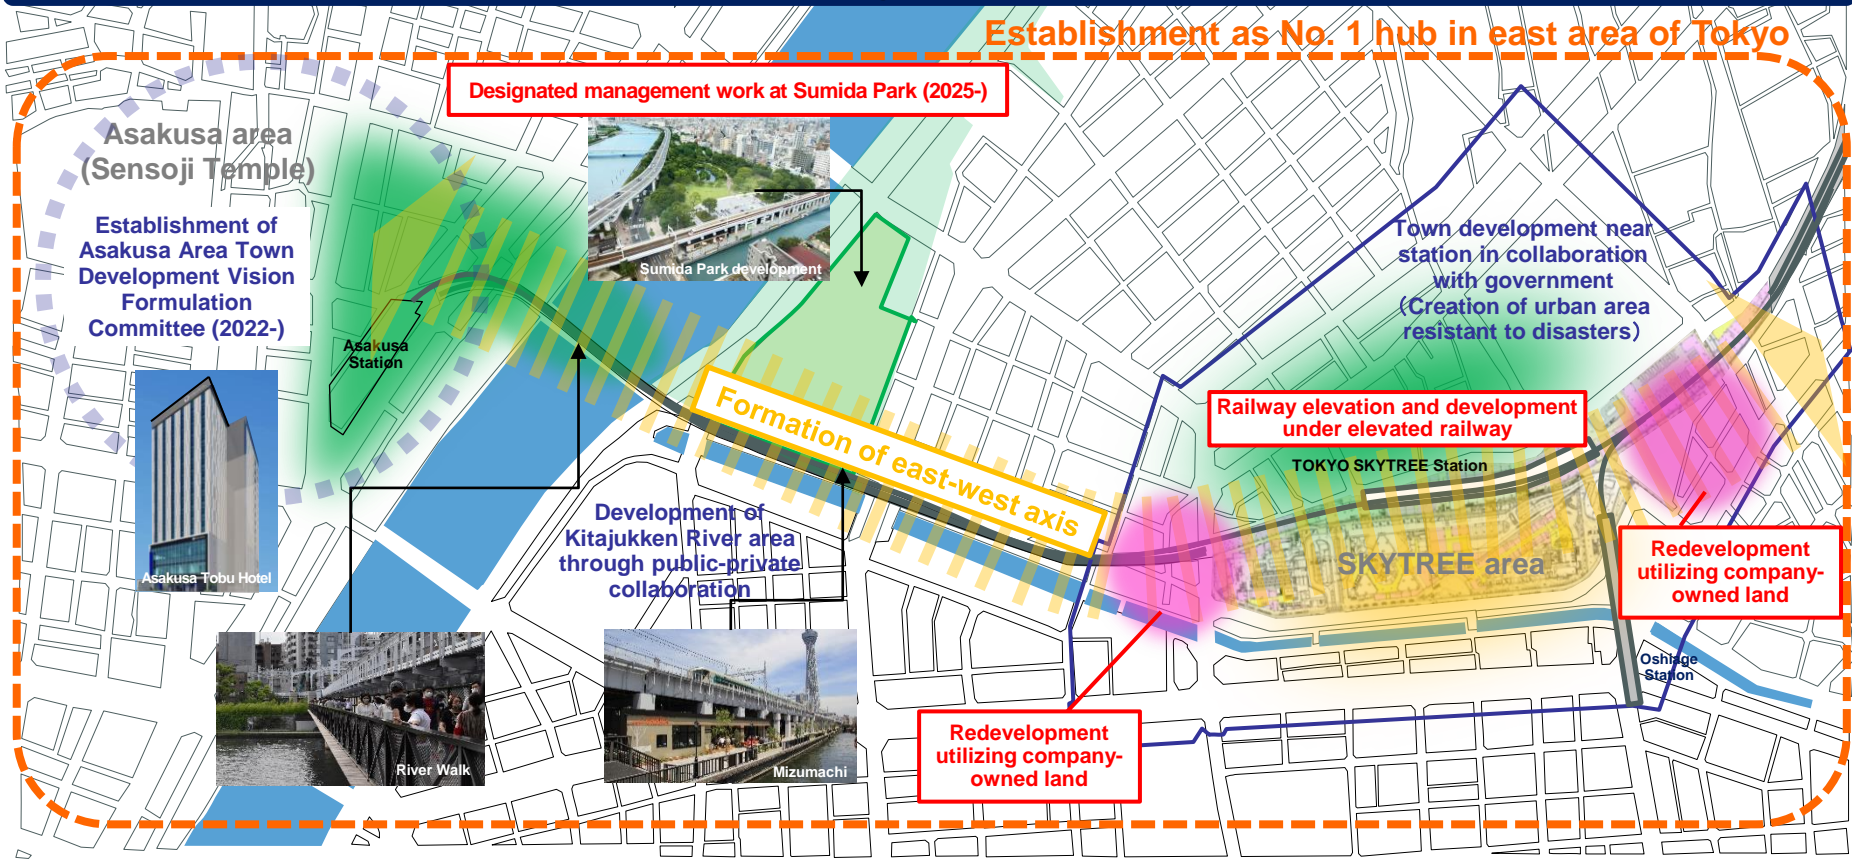 Establishment as No. 1 hub in east area of Tokyo
Designated management work at Sumida Park (2025-)
Asakusa area
(Sensoji Temple)
Establishment of
Asakusa Area Town
Development Vision
Formulation
Committee (2022-)
Sumida Park development
Town development near
station in collaboration
with government
(Creation of urban area
resistant to disasters)
Asakusa
Station
Formation of east-west axis
Railway elevation and development
under elevated railway
TOKYO SKYTREE Station
Asakusa Tobu Hotel
Development of
Kitajukken River area
through public-private
collaboration
SKYTREE area
Redevelopment
utilizing company-
owned land
Oshiage
Station
River Walk
Mizumachi
Redevelopment
utilizing company-
owned land